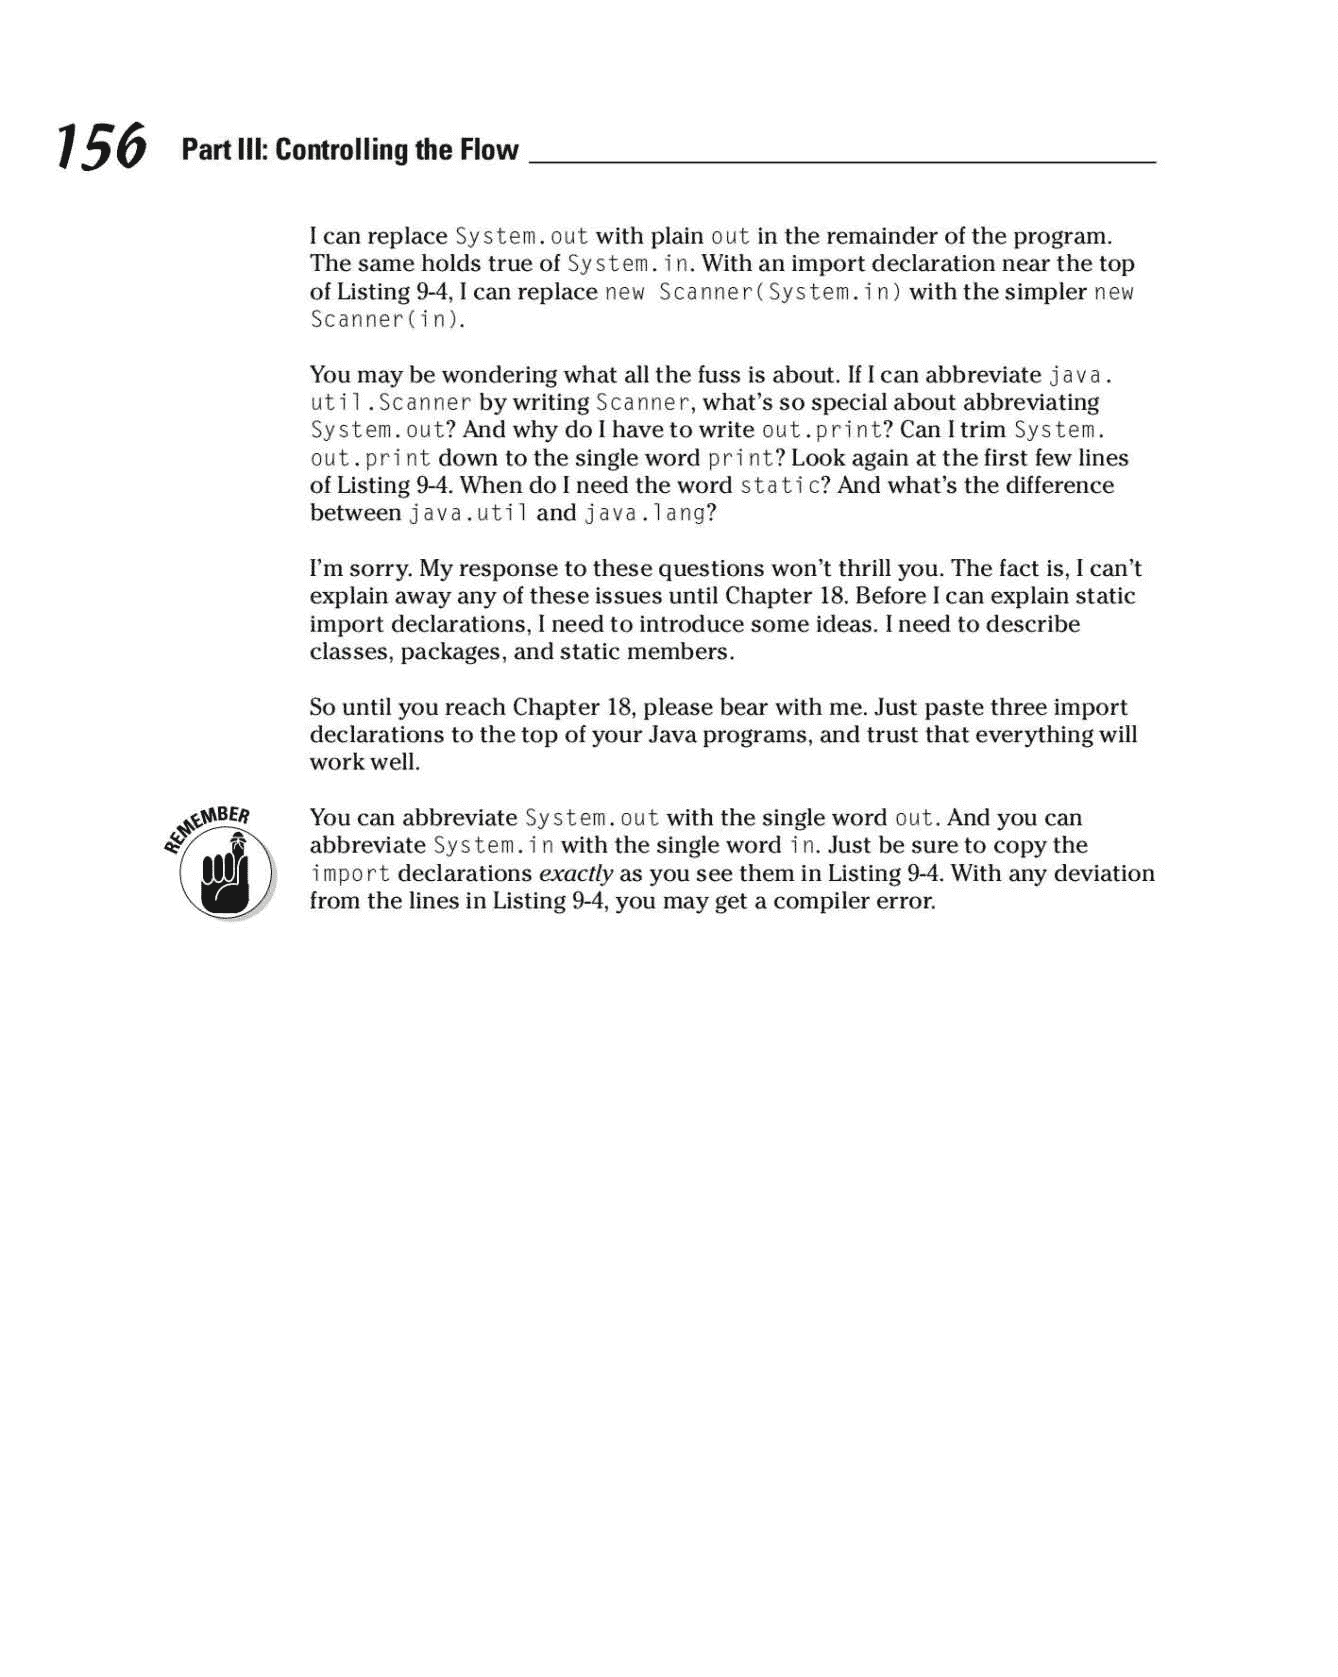 156 Part III: Controlling the Flow
I can replace System.out with plain out in the remainder of the program.
The same holds true of System.in. With an import declaration near the top
of Listing 9-4, I can replace new Scanner(System.in) with the simpler new
Scanner(in).
You may be wondering what all the fuss is about. If I can abbreviate java.
util.Scanner by writing Scanner, what's so special about abbreviating
System.out? And why do I have to write out.print? Can I trim System.
out.print down to the single word print? Look again at the first few lines
of Listing 9-4. When do I need the word static? And what's the difference
between java.util and java.lang?
I'm sorry. My response to these questions won't thrill you. The fact is, I can't
explain away any of these issues until Chapter 18. Before I can explain static
import declarations, I need to introduce some ideas. I need to describe
classes, packages, and static members.
So until you reach Chapter 18, please bear with me. Just paste three import
declarations to the top of your Java programs, and trust that everything will
work well.
REMEMBER
You can abbreviate System.out with the single word out. And you can
abbreviate System.in with the single word in. Just be sure to copy the
import declarations exactly as you see them in Listing 9-4. With any deviation
from the lines in Listing 9-4, you may get a compiler error.